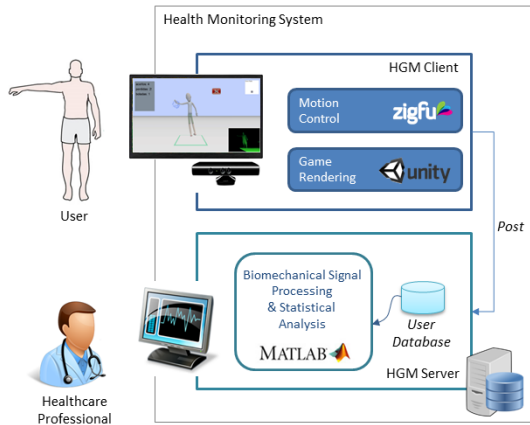 Health Monitoring System
HGM Client
Motion
Control
zigfu
Game
Rendering
unity
User
Post
Biomechanical Signal
Processing
& Statistical
Analysis
MATLAB
User
Database
HGM Server
Healthcare
Professional